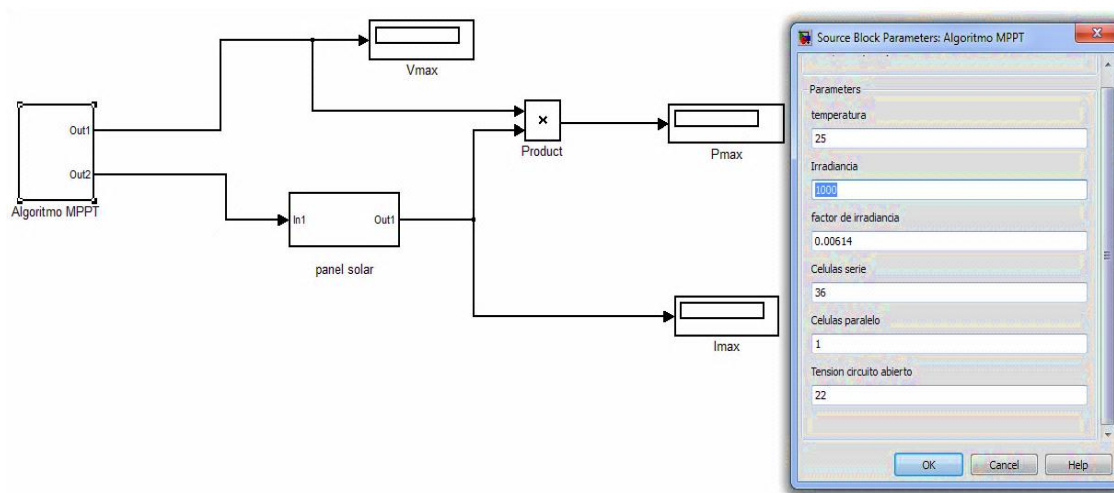 Vmax
Out1
Out2
Algoritmo MPPT
×
Product
Pmax
In1
Out1
panel solar
Imax
Source Block Parameters: Algoritmo MPPT
Parameters
temperatura
25
Irradiancia
1000
factor de irradiancia
0.00614
Celulas serie
36
Celulas paralelo
1
Tension circuito abierto
22
OK
Cancel
Help